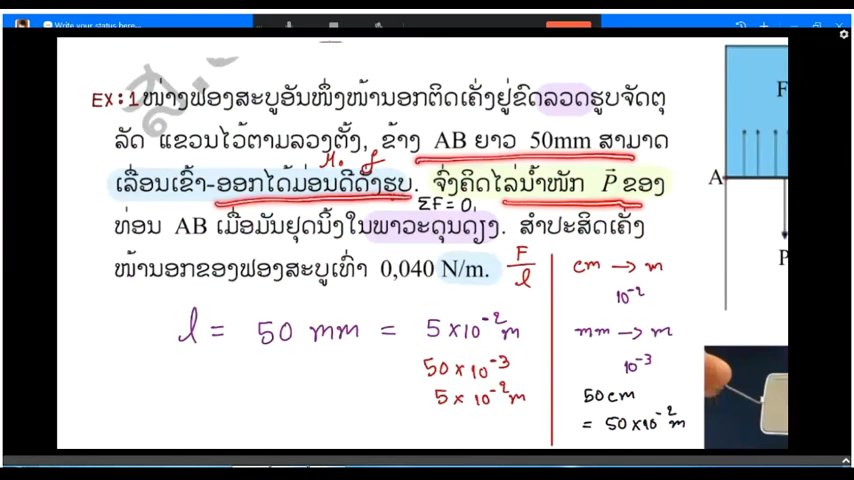 Write your status here...
EX:1 ໜ່າງຟອງສະບູອັນໜຶ່ງໜ້ານອກຕິດເຄັ່ງຢູ່ຂົດລວດຮູບຈັດຕຸ
ລັດ ແຂວນໄວ້ຕາມລວງຕັ້ງ, ຂ້າງ AB ຍາວ 50mm ສາມາດ
ເລື່ອນເຂົ້າ-ອອກໄດ້ມ່ອນດີດັ່ງຮູບ. ຈົ່ງຄິດໄລ່ນ້ຳໜັກ P⃗ ຂອງ
ΣF=0
ທ່ອນ AB ເມື່ອມັນຢຸດນິ້ງໃນພາວະດຸນດ່ຽງ. ສຳປະສິດເຄັ່ງ
ໜ້ານອກຂອງຟອງສະບູເທົ່າ 0,040 N/m. F/l
l = 50 mm = 5×10⁻² m
50×10⁻³
5×10⁻² m
cm → m
10⁻²
mm → m
10⁻³
50cm
= 50×10⁻² m
F
A
P